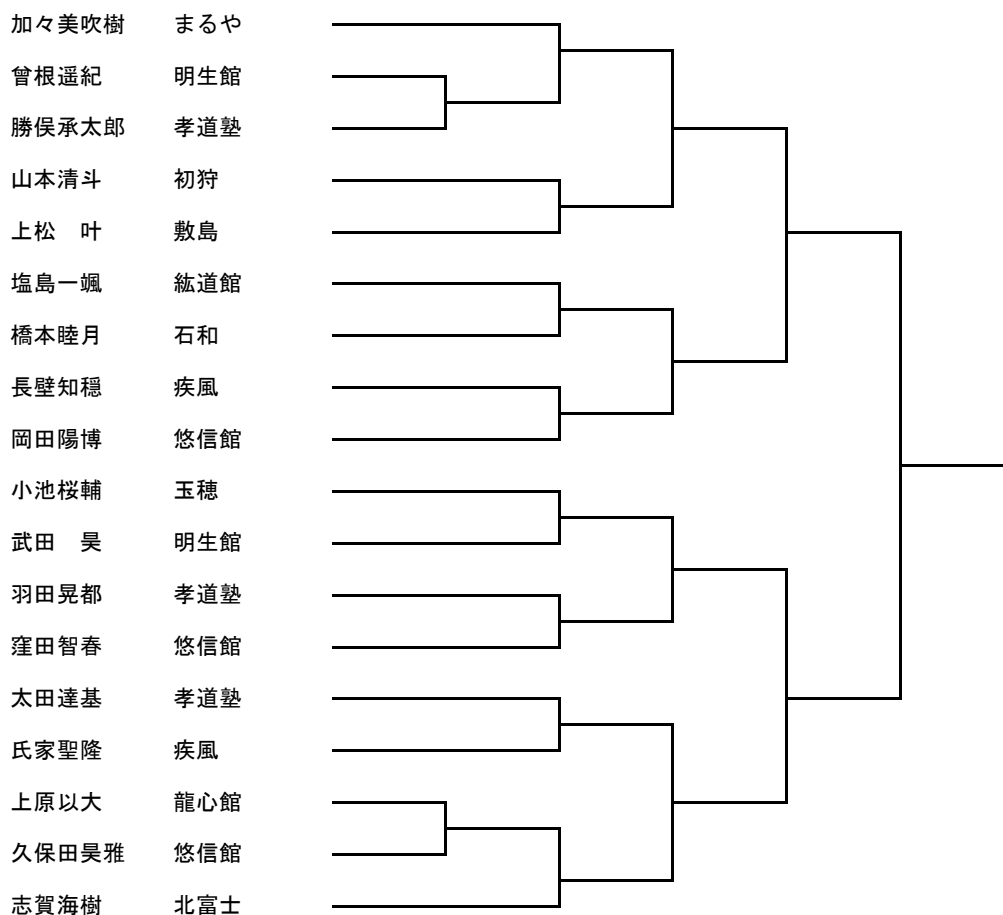 加々美吹樹 まるや
曾根遥紀 明生館
勝俣承太郎 孝道塾
山本清斗 初狩
上松　叶 敷島
塩島一颯 紘道館
橋本睦月 石和
長壁知穏 疾風
岡田陽博 悠信館
小池桜輔 玉穂
武田　昊 明生館
羽田晃都 孝道塾
窪田智春 悠信館
太田達基 孝道塾
氏家聖隆 疾風
上原以大 龍心館
久保田昊雅 悠信館
志賀海樹 北富士